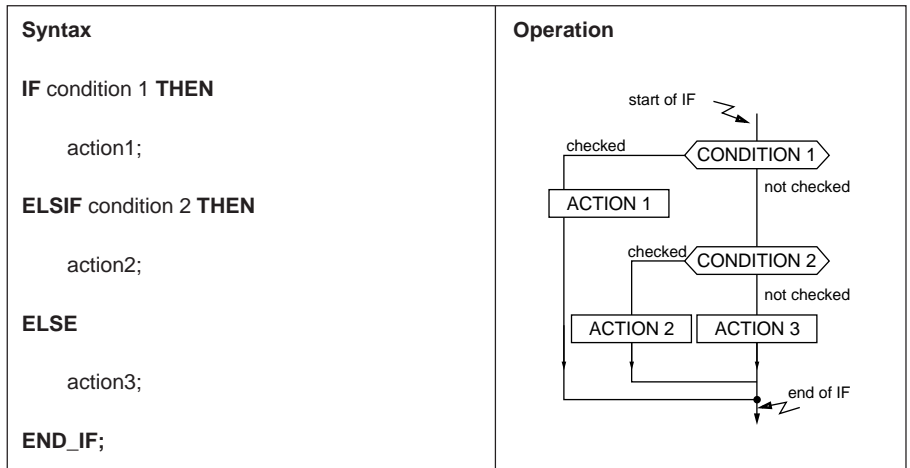 Syntax
IF condition 1 THEN
action1;
ELSIF condition 2 THEN
action2;
ELSE
action3;
END_IF;
Operation
start of IF
checked
CONDITION 1
not checked
ACTION 1
checked
CONDITION 2
not checked
ACTION 2
ACTION 3
end of IF